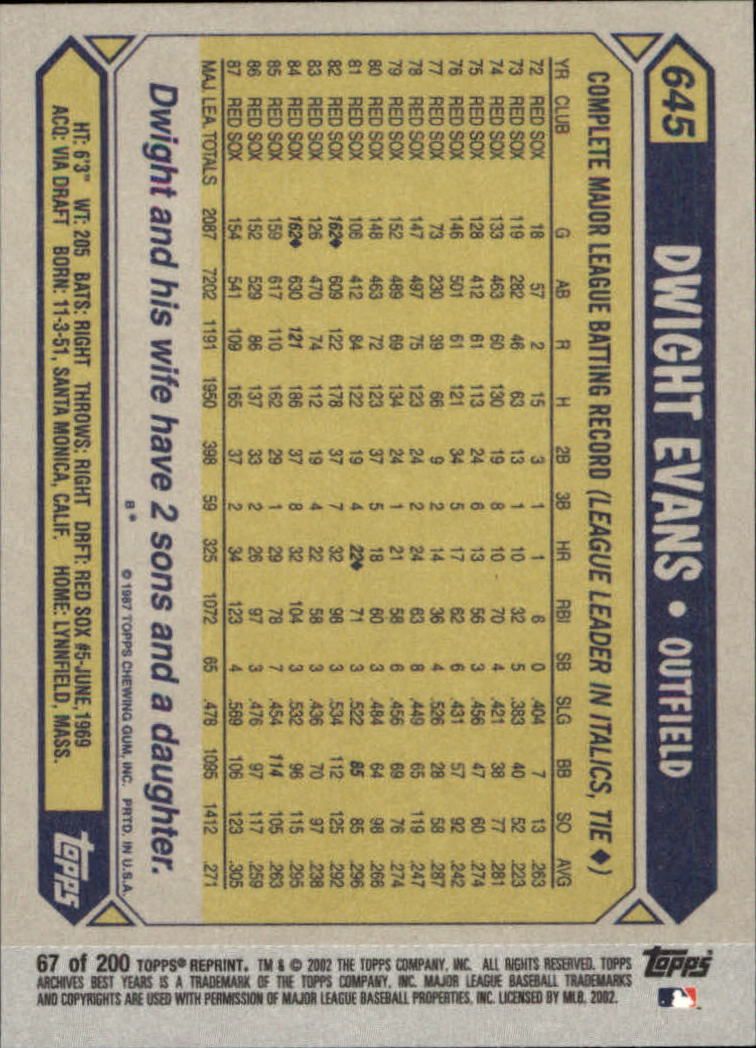 645
DWIGHT EVANS • OUTFIELD
COMPLETE MAJOR LEAGUE BATTING RECORD (LEAGUE LEADER IN ITALICS, TIE ♦)
YR CLUB G AB R H 2B 3B HR RBI SB SLG BB SO AVG
72 RED SOX 18 57 2 15 3 1 1 6 0 .404 7 13 .263
73 RED SOX 119 282 46 63 13 1 10 32 5 .383 40 52 .223
74 RED SOX 133 463 60 130 19 8 10 70 4 .421 38 77 .281
75 RED SOX 128 412 61 113 24 6 13 56 3 .456 47 60 .274
76 RED SOX 146 501 61 121 34 5 17 62 6 .431 57 92 .242
77 RED SOX 73 230 39 66 9 2 14 36 4 .526 28 58 .287
78 RED SOX 147 497 75 123 24 2 24 63 8 .449 65 119 .247
79 RED SOX 152 489 69 134 24 1 21 58 6 .456 69 76 .274
80 RED SOX 148 463 72 123 37 5 18 60 3 .484 64 98 .266
81 RED SOX 108 412 84 122 19 4 22♦ 71 3 .522 85 85 .296
82 RED SOX 162♦ 609 122 178 37 7 32 98 3 .534 112 125 .292
83 RED SOX 126 470 74 112 19 4 22 58 3 .436 70 97 .238
84 RED SOX 162♦ 630 121 186 37 8 32 104 3 .532 96 115 .295
85 RED SOX 159 617 110 162 29 1 29 78 7 .454 114 105 .263
86 RED SOX 152 529 86 137 33 2 26 97 3 .476 97 117 .259
87 RED SOX 154 541 109 165 37 2 34 123 4 .569 106 123 .305
MAJ. LEA. TOTALS 2087 7202 1191 1950 398 59 325 1072 65 .478 1095 1412 .271
Dwight and his wife have 2 sons and a daughter.
B* © 1987 TOPPS CHEWING GUM, INC. PRTD. IN U.S.A.
HT: 6'3" WT: 205 BATS: RIGHT THROWS: RIGHT DRFT: RED SOX #5-JUNE, 1969
ACQ: VIA DRAFT BORN: 11-3-51, SANTA MONICA, CALIF. HOME: LYNNFIELD, MASS.
topps
67 of 200 TOPPS® REPRINT. TM & © 2002 THE TOPPS COMPANY, INC. ALL RIGHTS RESERVED. TOPPS
ARCHIVES BEST YEARS IS A TRADEMARK OF THE TOPPS COMPANY, INC. MAJOR LEAGUE BASEBALL TRADEMARKS
AND COPYRIGHTS ARE USED WITH PERMISSION OF MAJOR LEAGUE BASEBALL PROPERTIES, INC. LICENSED BY MLB, 2002.
topps